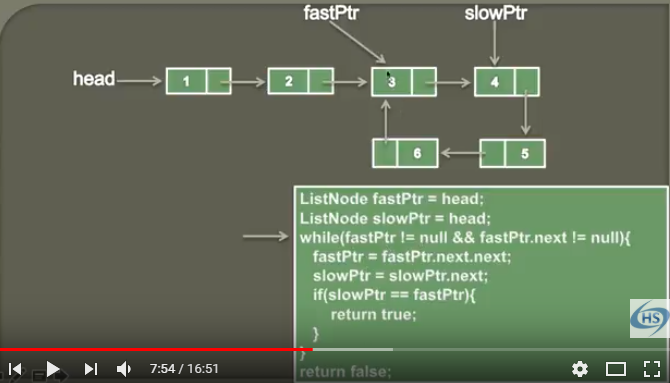 fastPtr slowPtr
head 1 2 3 4
6 5
ListNode fastPtr = head;
ListNode slowPtr = head;
while(fastPtr != null && fastPtr.next != null){
fastPtr = fastPtr.next.next;
slowPtr = slowPtr.next;
if(slowPtr == fastPtr){
return true;
}
}
return false;
HS
7:54 / 16:51